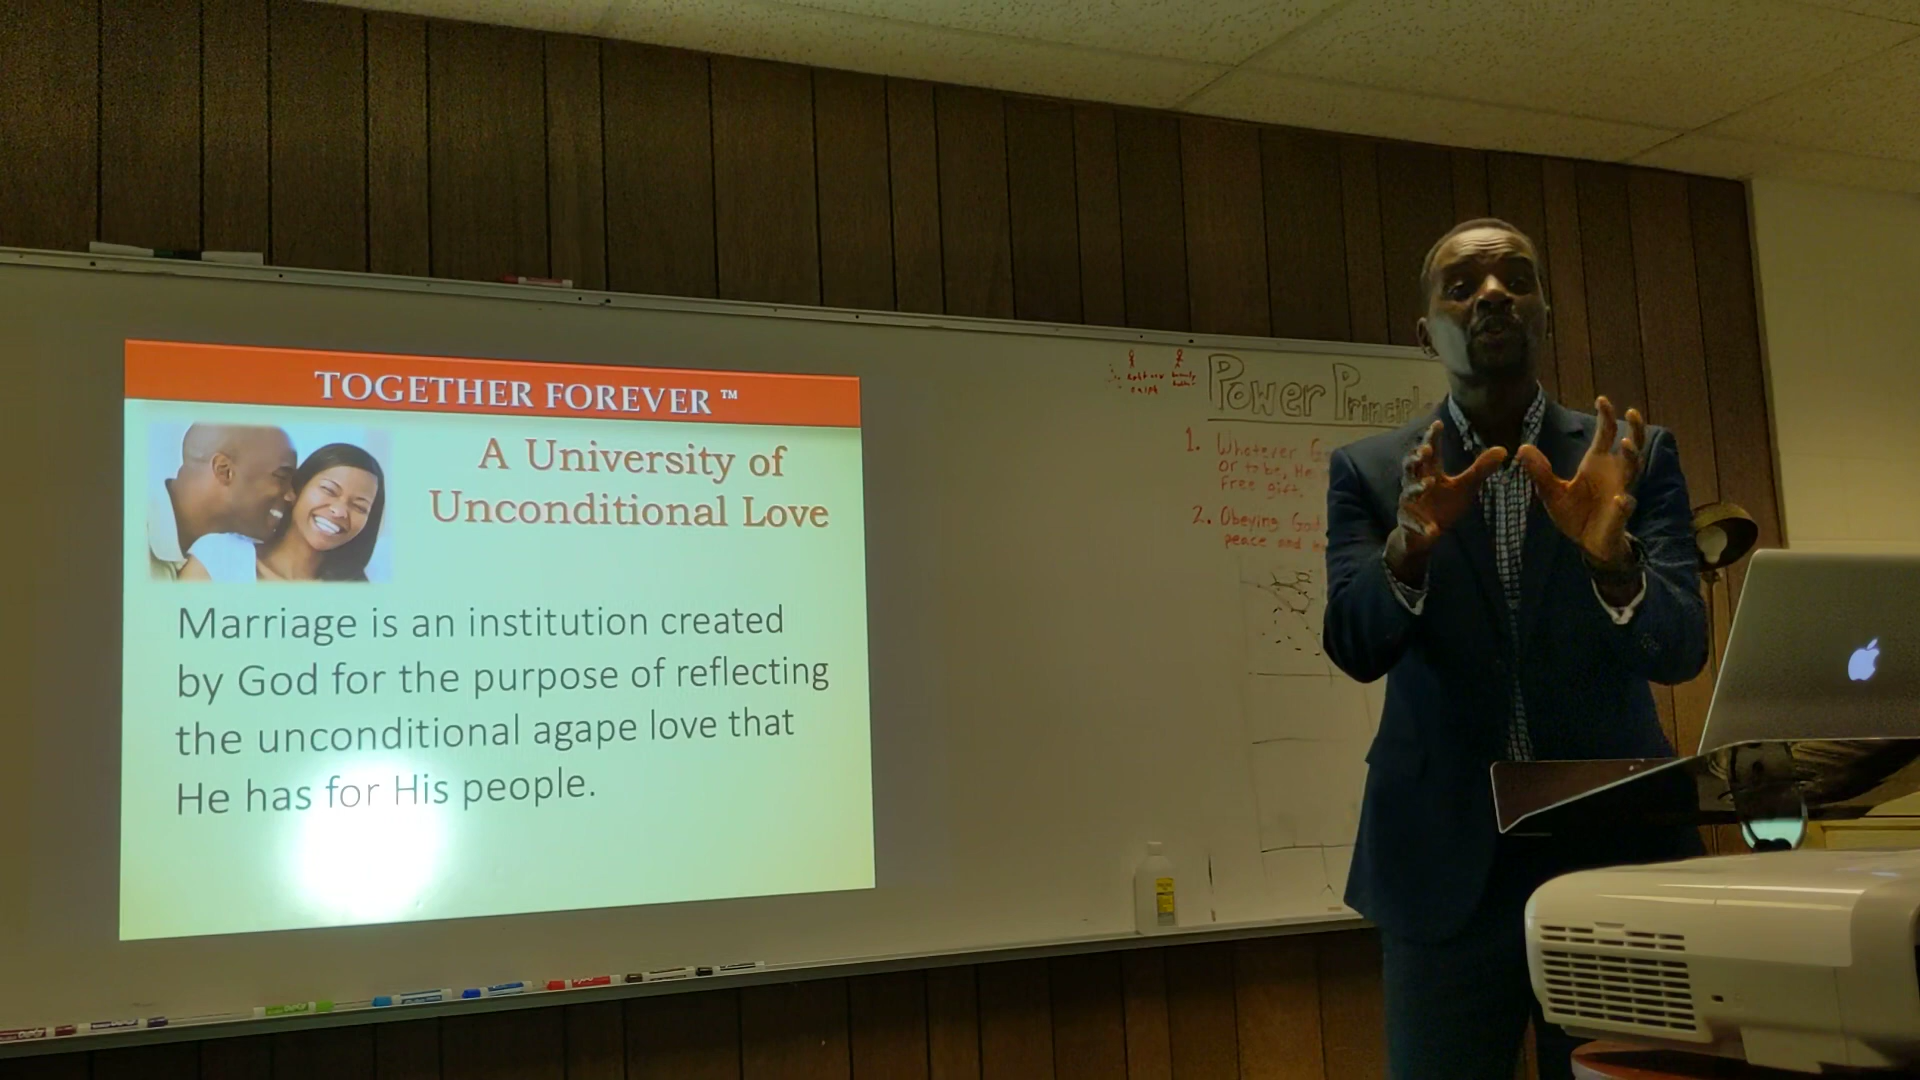 TOGETHER FOREVER ™
A University of
Unconditional Love
Marriage is an institution created
by God for the purpose of reflecting
the unconditional agape love that
He has for His people.
Power Principle
1. Whatever
or to be, He
free gift.
2. Obeying God
peace and